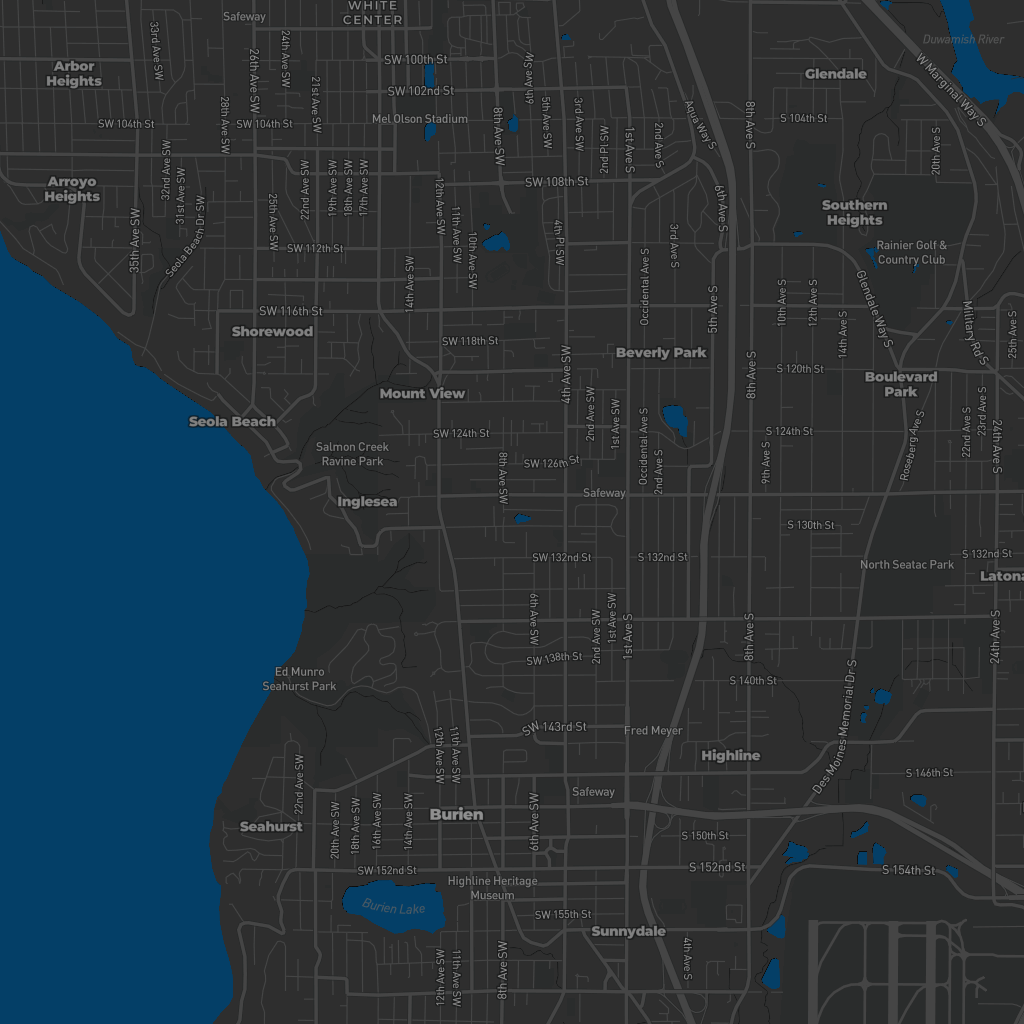 WHITE
CENTER
Safeway
33rd Ave SW
24th Ave SW
26th Ave SW
SW 100th St
6th Ave SW
Duwamish River
W Marginal Way S
Arbor
Heights
Glendale
21st Ave SW
28th Ave SW
SW 102nd St
5th Ave SW
3rd Ave SW
8th Ave SW
Aqua Way S
8th Ave S
SW 104th St
SW 104th St
Mel Olson Stadium
2nd Pl SW
1st Ave S
2nd Ave S
S 104th St
20th Ave S
32nd Ave SW
31st Ave SW
22nd Ave SW
19th Ave SW
18th Ave SW
17th Ave SW
Arroyo
Heights
12th Ave SW
SW 108th St
6th Ave S
Southern
Heights
35th Ave SW
Seola Beach Dr SW
25th Ave SW
11th Ave SW
10th Ave SW
4th Pl SW
3rd Ave S
SW 112th St
Rainier Golf &
Country Club
14th Ave SW
Occidental Ave S
5th Ave S
10th Ave S
12th Ave S
Glendale Way S
SW 116th St
14th Ave S
Military Rd S
25th Ave S
Shorewood
SW 118th St
Beverly Park
8th Ave S
S 120th St
Boulevard
Park
Mount View
4th Ave SW
2nd Ave SW
1st Ave SW
Occidental Ave S
2nd Ave S
22nd Ave S
23rd Ave S
24th Ave S
Seola Beach
SW 124th St
S 124th St
Roseberg Ave S
Salmon Creek
Ravine Park
8th Ave SW
SW 126th St
9th Ave S
Inglesea
Safeway
S 130th St
SW 132nd St
S 132nd St
North Seatac Park
S 132nd St
Latona
6th Ave SW
2nd Ave SW
1st Ave SW
1st Ave S
8th Ave S
24th Ave S
SW 138th St
Ed Munro
Seahurst Park
S 140th St
Des Moines Memorial Dr S
12th Ave SW
11th Ave SW
SW 143rd St
Fred Meyer
Highline
22nd Ave SW
S 146th St
Safeway
20th Ave SW
18th Ave SW
16th Ave SW
14th Ave SW
Burien
6th Ave SW
Seahurst
S 150th St
SW 152nd St
S 152nd St
S 154th St
Highline Heritage
Museum
Burien Lake
SW 155th St
Sunnydale
12th Ave SW
11th Ave SW
8th Ave SW
4th Ave S